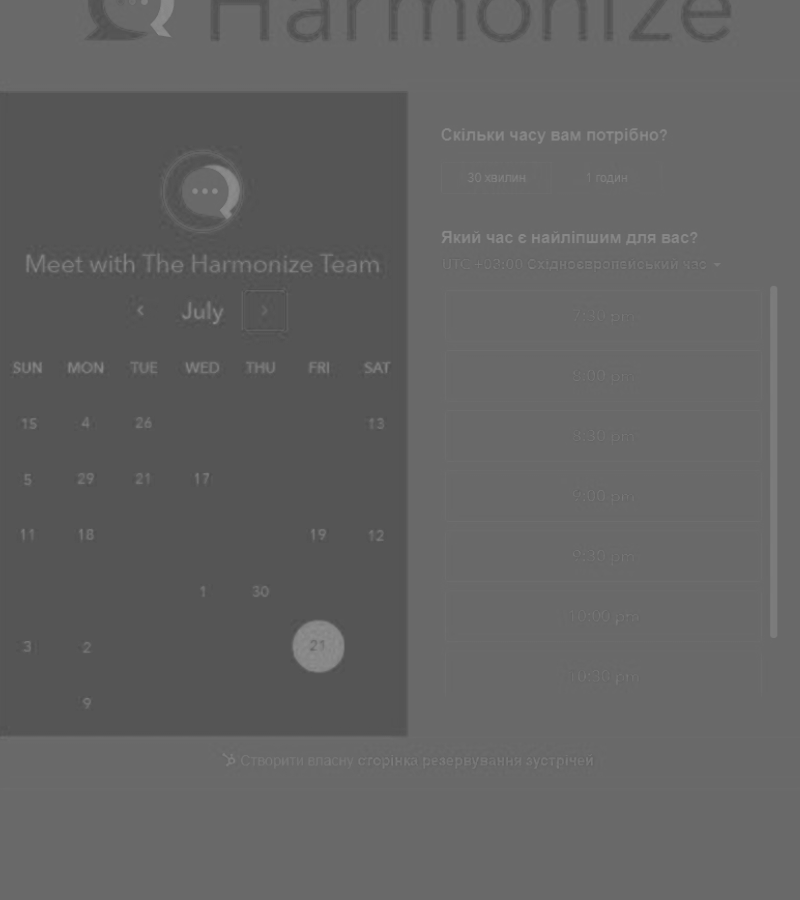 Harmonize
Meet with The Harmonize Team
July
SUN MON TUE WED THU FRI SAT
15 4 26 13
5 29 21 17
11 18 19 12
1 30
3 2 21
9
Скільки часу вам потрібно?
30 хвилин 1 годин
Який час є найліпшим для вас?
UTC +03:00 Східноєвропейський час
7:30 pm
8:00 pm
8:30 pm
9:00 pm
9:30 pm
10:00 pm
10:30 pm
Створити власну сторінка резервування зустрічей